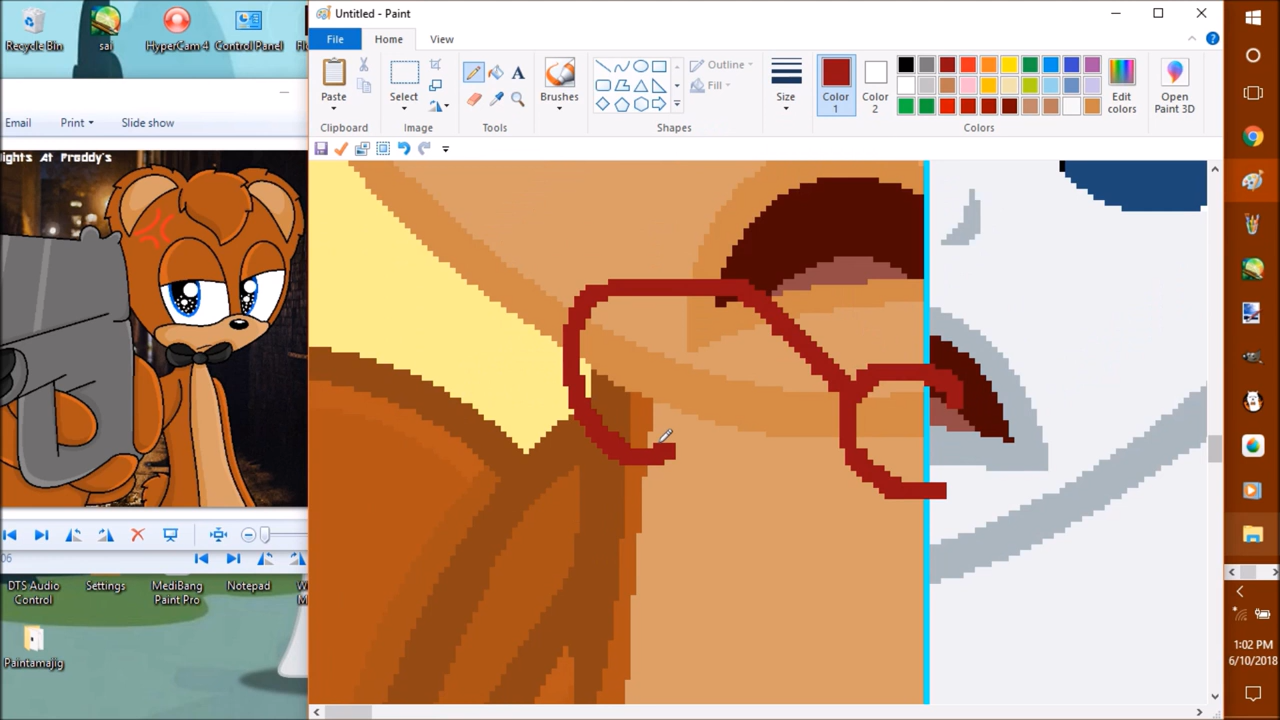 Untitled - Paint
File
Home
View
Paste
Clipboard
Select
Image
Tools
Brushes
Outline
Fill
Shapes
Size
Color 1
Color 2
Edit colors
Colors
Open Paint 3D
Recycle Bin
sai
HyperCam 4
Control Panel
Email
Print
Slide show
ights At Freddy's
06
DTS Audio Control
Settings
MediBang Paint Pro
Notepad
Paintamajig
1:02 PM
6/10/2018